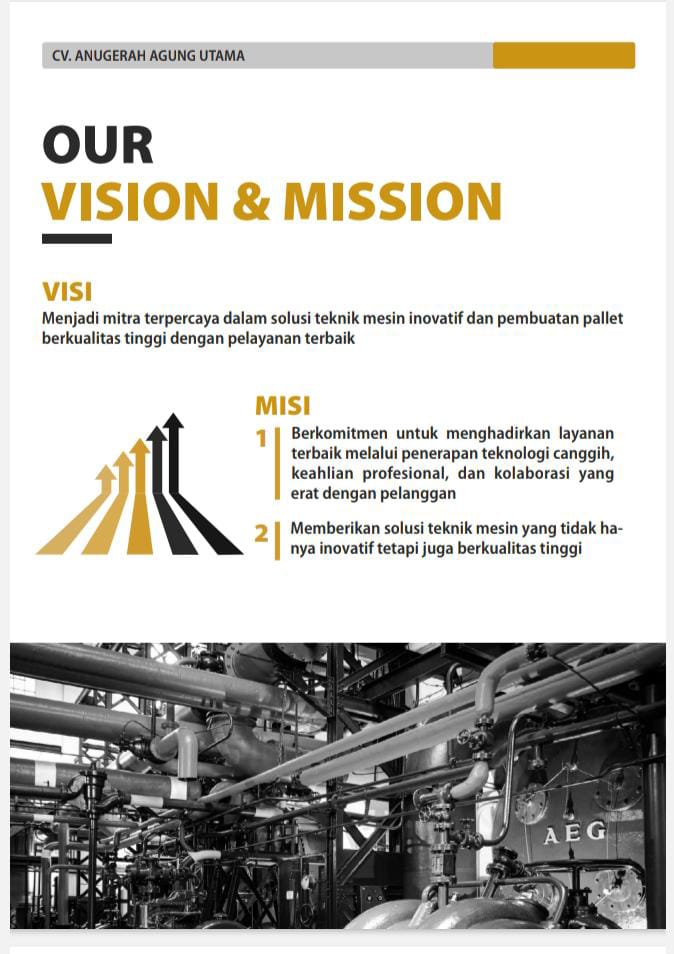 CV. ANUGERAH AGUNG UTAMA
OUR
VISION & MISSION
VISI
Menjadi mitra terpercaya dalam solusi teknik mesin inovatif dan pembuatan pallet
berkualitas tinggi dengan pelayanan terbaik
MISI
1
Berkomitmen untuk menghadirkan layanan
terbaik melalui penerapan teknologi canggih,
keahlian profesional, dan kolaborasi yang
erat dengan pelanggan
2
Memberikan solusi teknik mesin yang tidak ha-
nya inovatif tetapi juga berkualitas tinggi
AEG